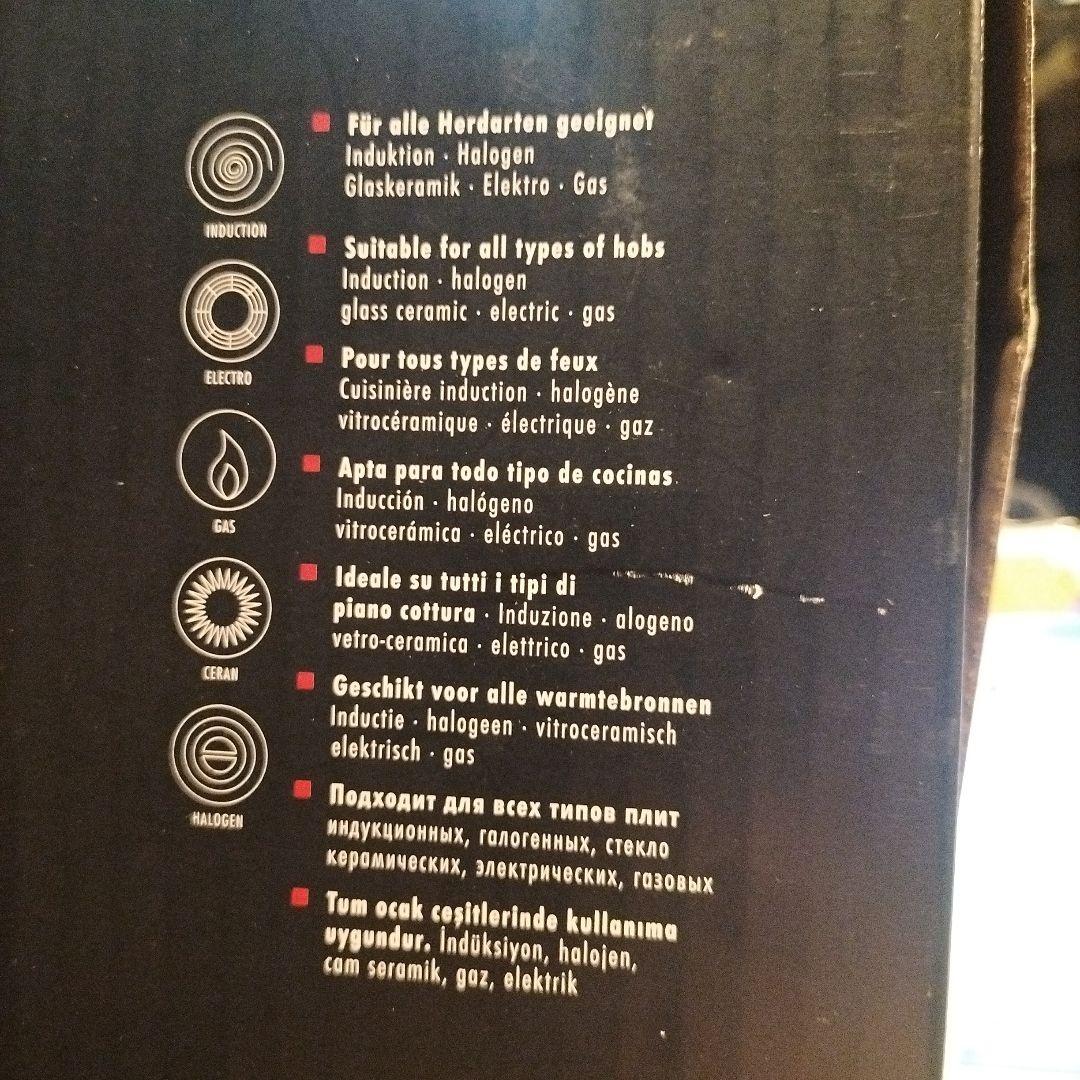 INDUCTION
ELECTRO
GAS
CERAN
HALOGEN
Für alle Herdarten geeignet
Induktion · Halogen
Glaskeramik · Elektro · Gas
Suitable for all types of hobs
Induction · halogen
glass ceramic · electric · gas
Pour tous types de feux
Cuisinière induction · halogène
vitrocéramique · électrique · gaz
Apta para todo tipo de cocinas
Inducción · halógeno
vitrocerámica · eléctrico · gas
Ideale su tutti i tipi di
piano cottura · Induzione · alogeno
vetro-ceramica · elettrico · gas
Geschikt voor alle warmtebronnen
Inductie · halogeen · vitroceramisch
elektrisch · gas
Подходит для всех типов плит
индукционных, галогенных, стекло
керамических, электрических, газовых
Tum ocak ceşitlerinde kullanıma
uygundur. İndüksiyon, halojen,
cam seramik, gaz, elektrik